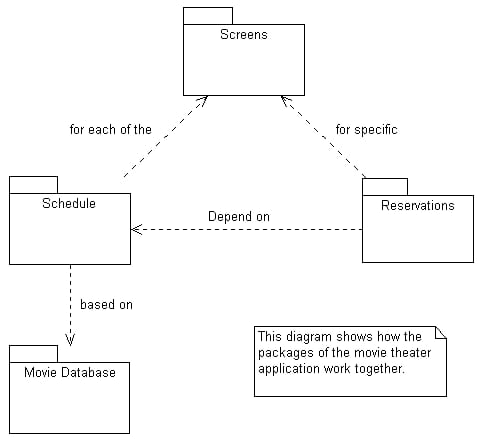 Screens
for each of the
for specific
Schedule
Reservations
Depend on
based on
This diagram shows how the
packages of the movie theater
application work together.
Movie Database